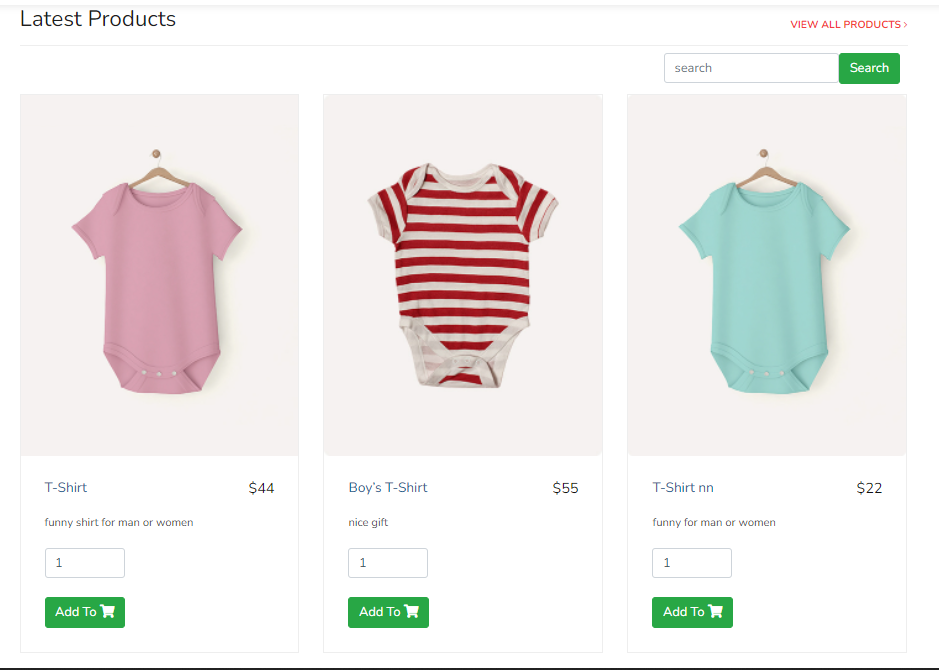 Latest Products
VIEW ALL PRODUCTS ›
search
Search
T-Shirt
$44
funny shirt for man or women
1
Add To
Boy's T-Shirt
$55
nice gift
1
Add To
T-Shirt nn
$22
funny for man or women
1
Add To